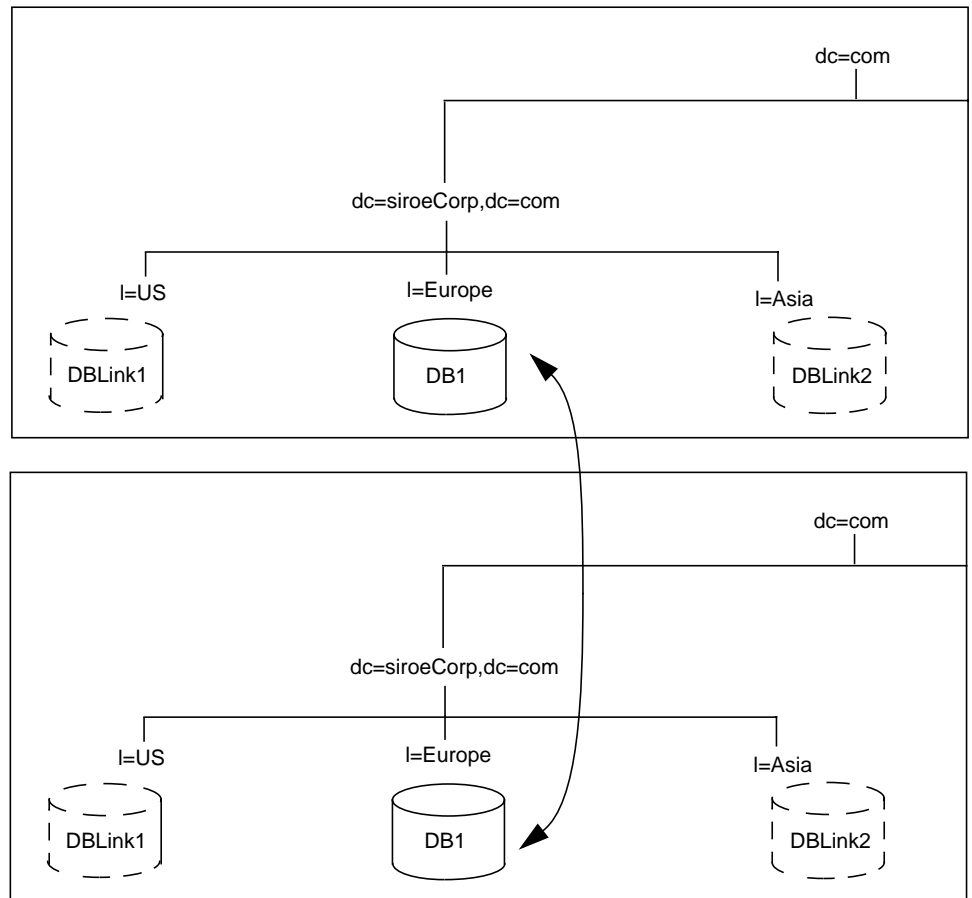 dc=com
dc=siroeCorp,dc=com
l=US
l=Europe
l=Asia
DBLink1
DB1
DBLink2
dc=com
dc=siroeCorp,dc=com
l=US
l=Europe
l=Asia
DBLink1
DB1
DBLink2